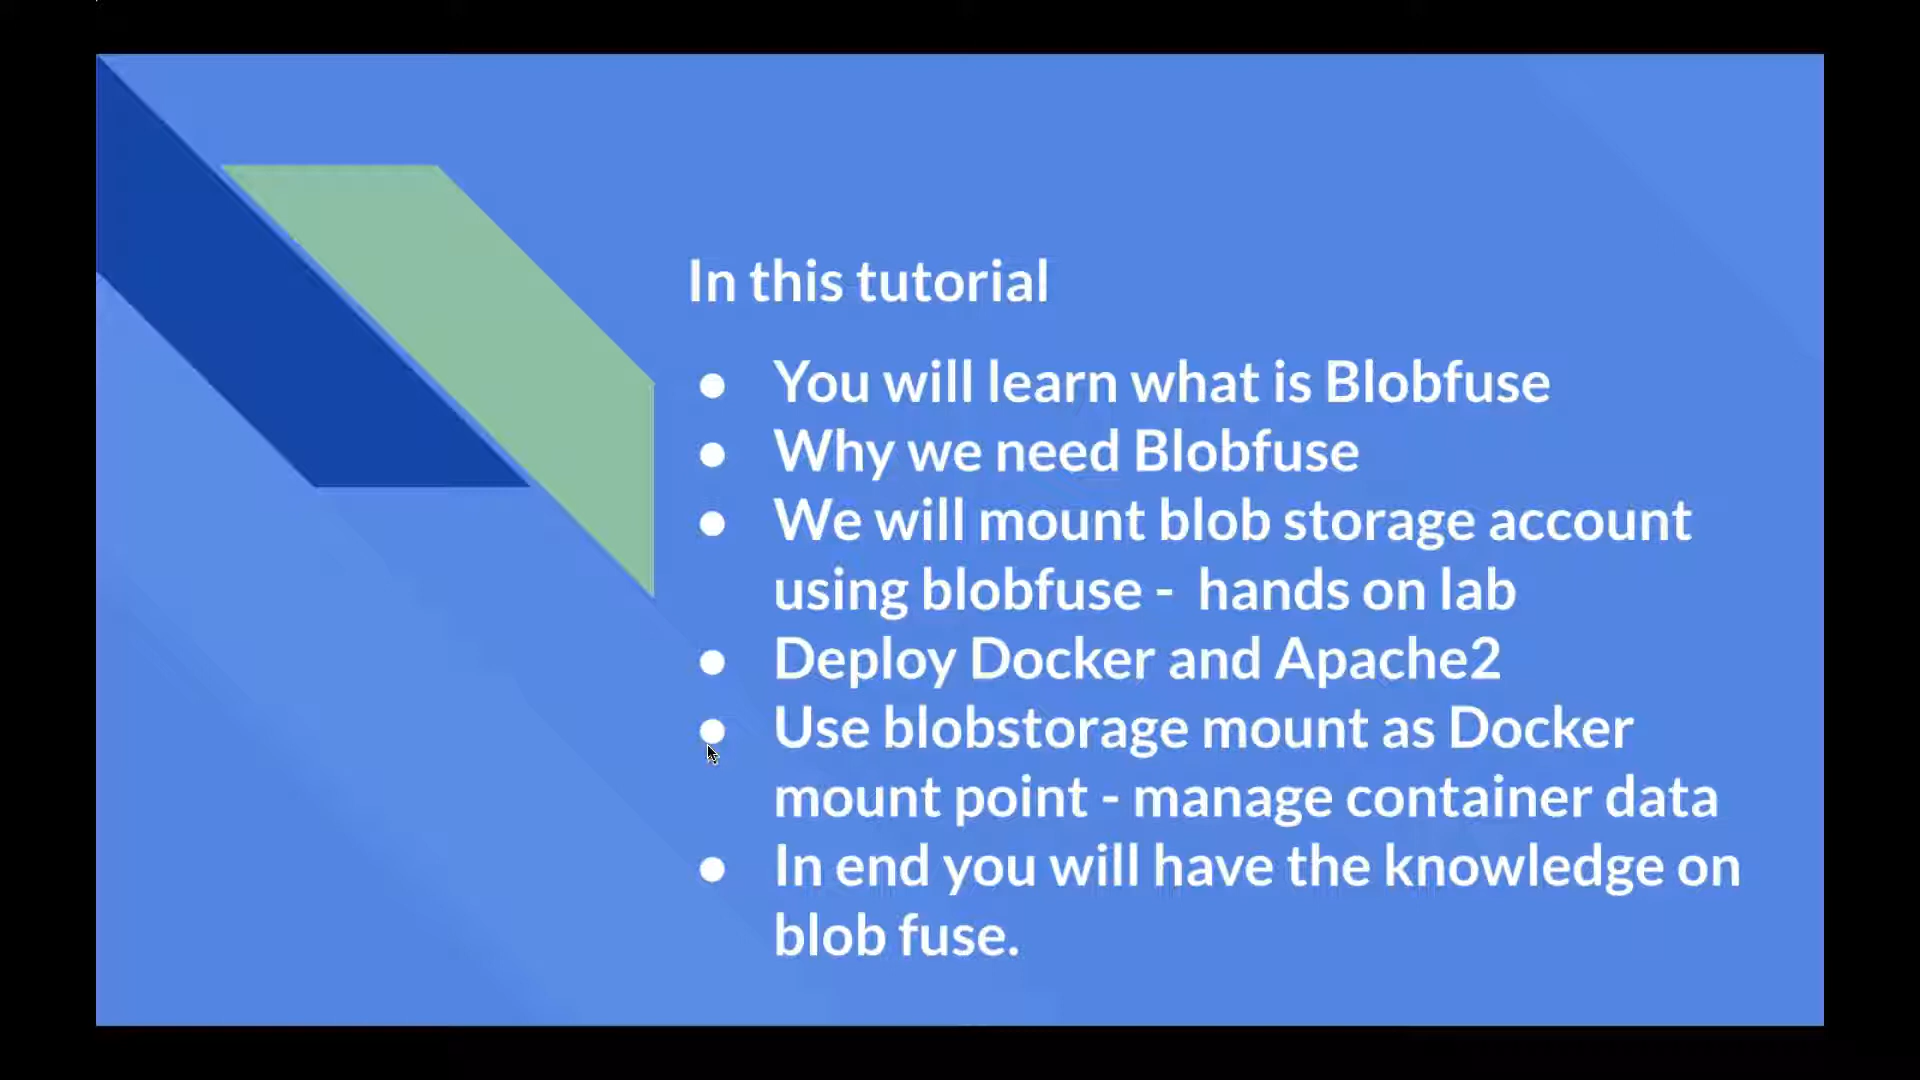 In this tutorial
● You will learn what is Blobfuse
● Why we need Blobfuse
● We will mount blob storage account
using blobfuse - hands on lab
● Deploy Docker and Apache2
● Use blobstorage mount as Docker
mount point - manage container data
● In end you will have the knowledge on
blob fuse.